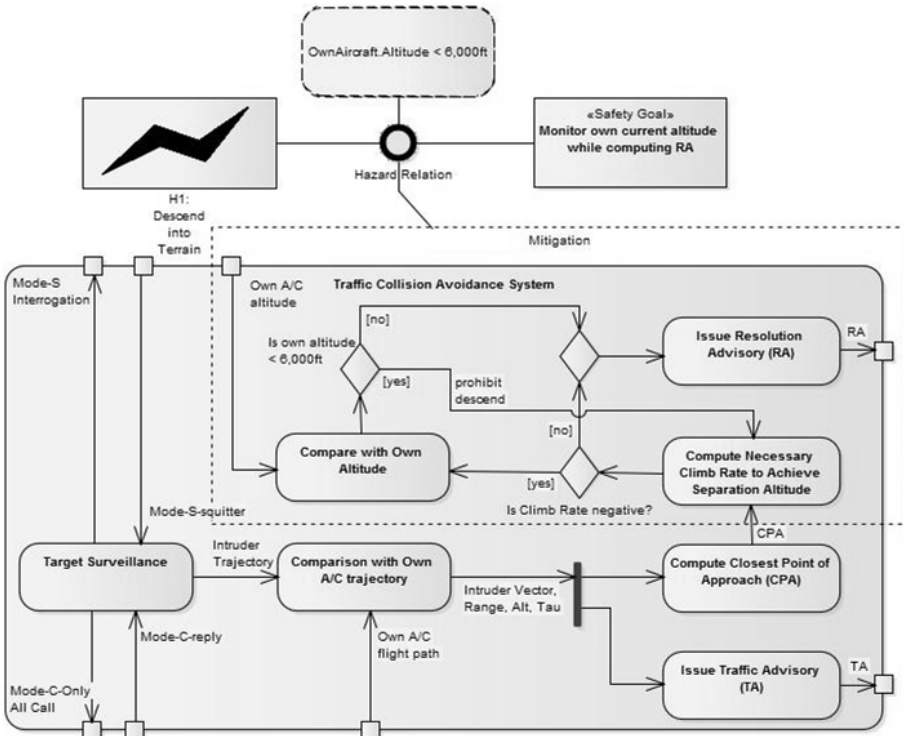 OwnAircraft.Altitude < 6,000ft
«Safety Goal»
Monitor own current altitude
while computing RA
Hazard Relation
H1:
Descend
into
Terrain
Mitigation
Mode-S
Interrogation
Own A/C
altitude
Traffic Collision Avoidance System
[no]
Is own altitude
< 6,000ft
[yes]
prohibit
descend
Issue Resolution
Advisory (RA)
RA
[no]
Compare with Own
Altitude
[yes]
Is Climb Rate negative?
Compute Necessary
Climb Rate to Achieve
Separation Altitude
Mode-S-squitter
CPA
Target Surveillance
Intruder
Trajectory
Comparison with Own
A/C trajectory
Intruder Vector,
Range, Alt, Tau
Compute Closest Point of
Approach (CPA)
Mode-C-reply
Own A/C
flight path
Mode-C-Only
All Call
Issue Traffic Advisory
(TA)
TA